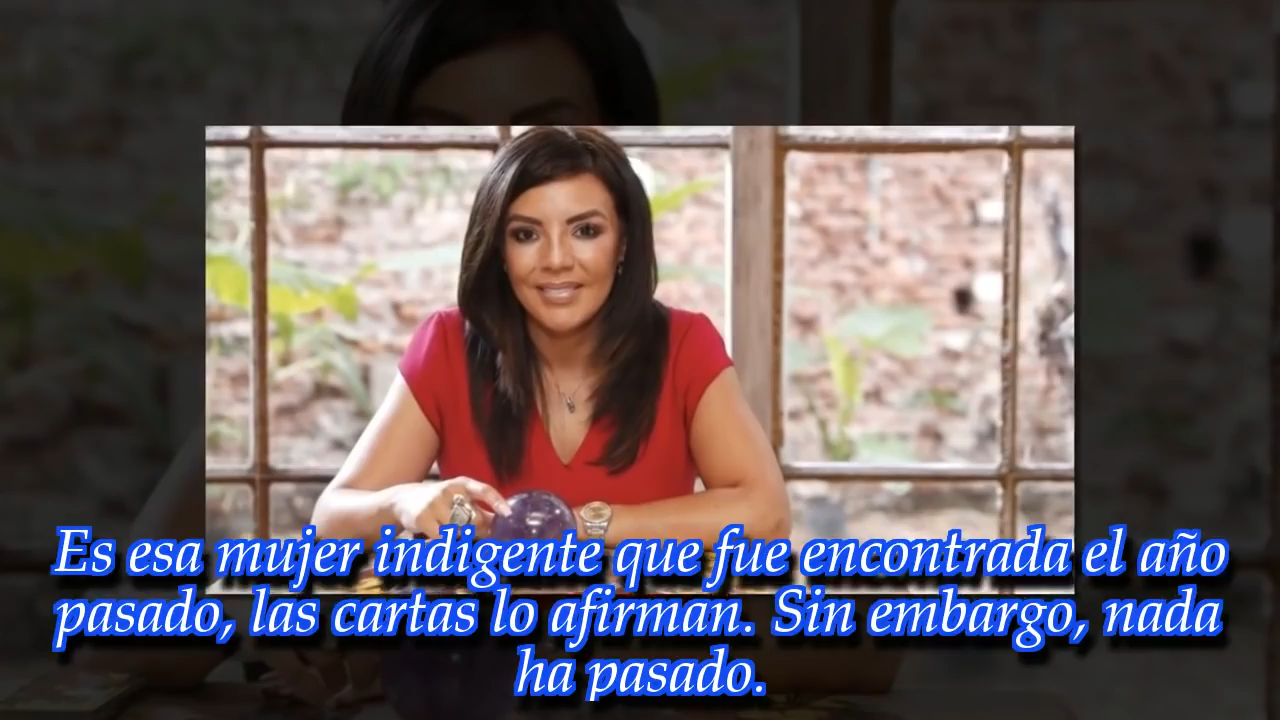 Es esa mujer indigente que fue encontrada el año
pasado, las cartas lo afirman. Sin embargo, nada
ha pasado.